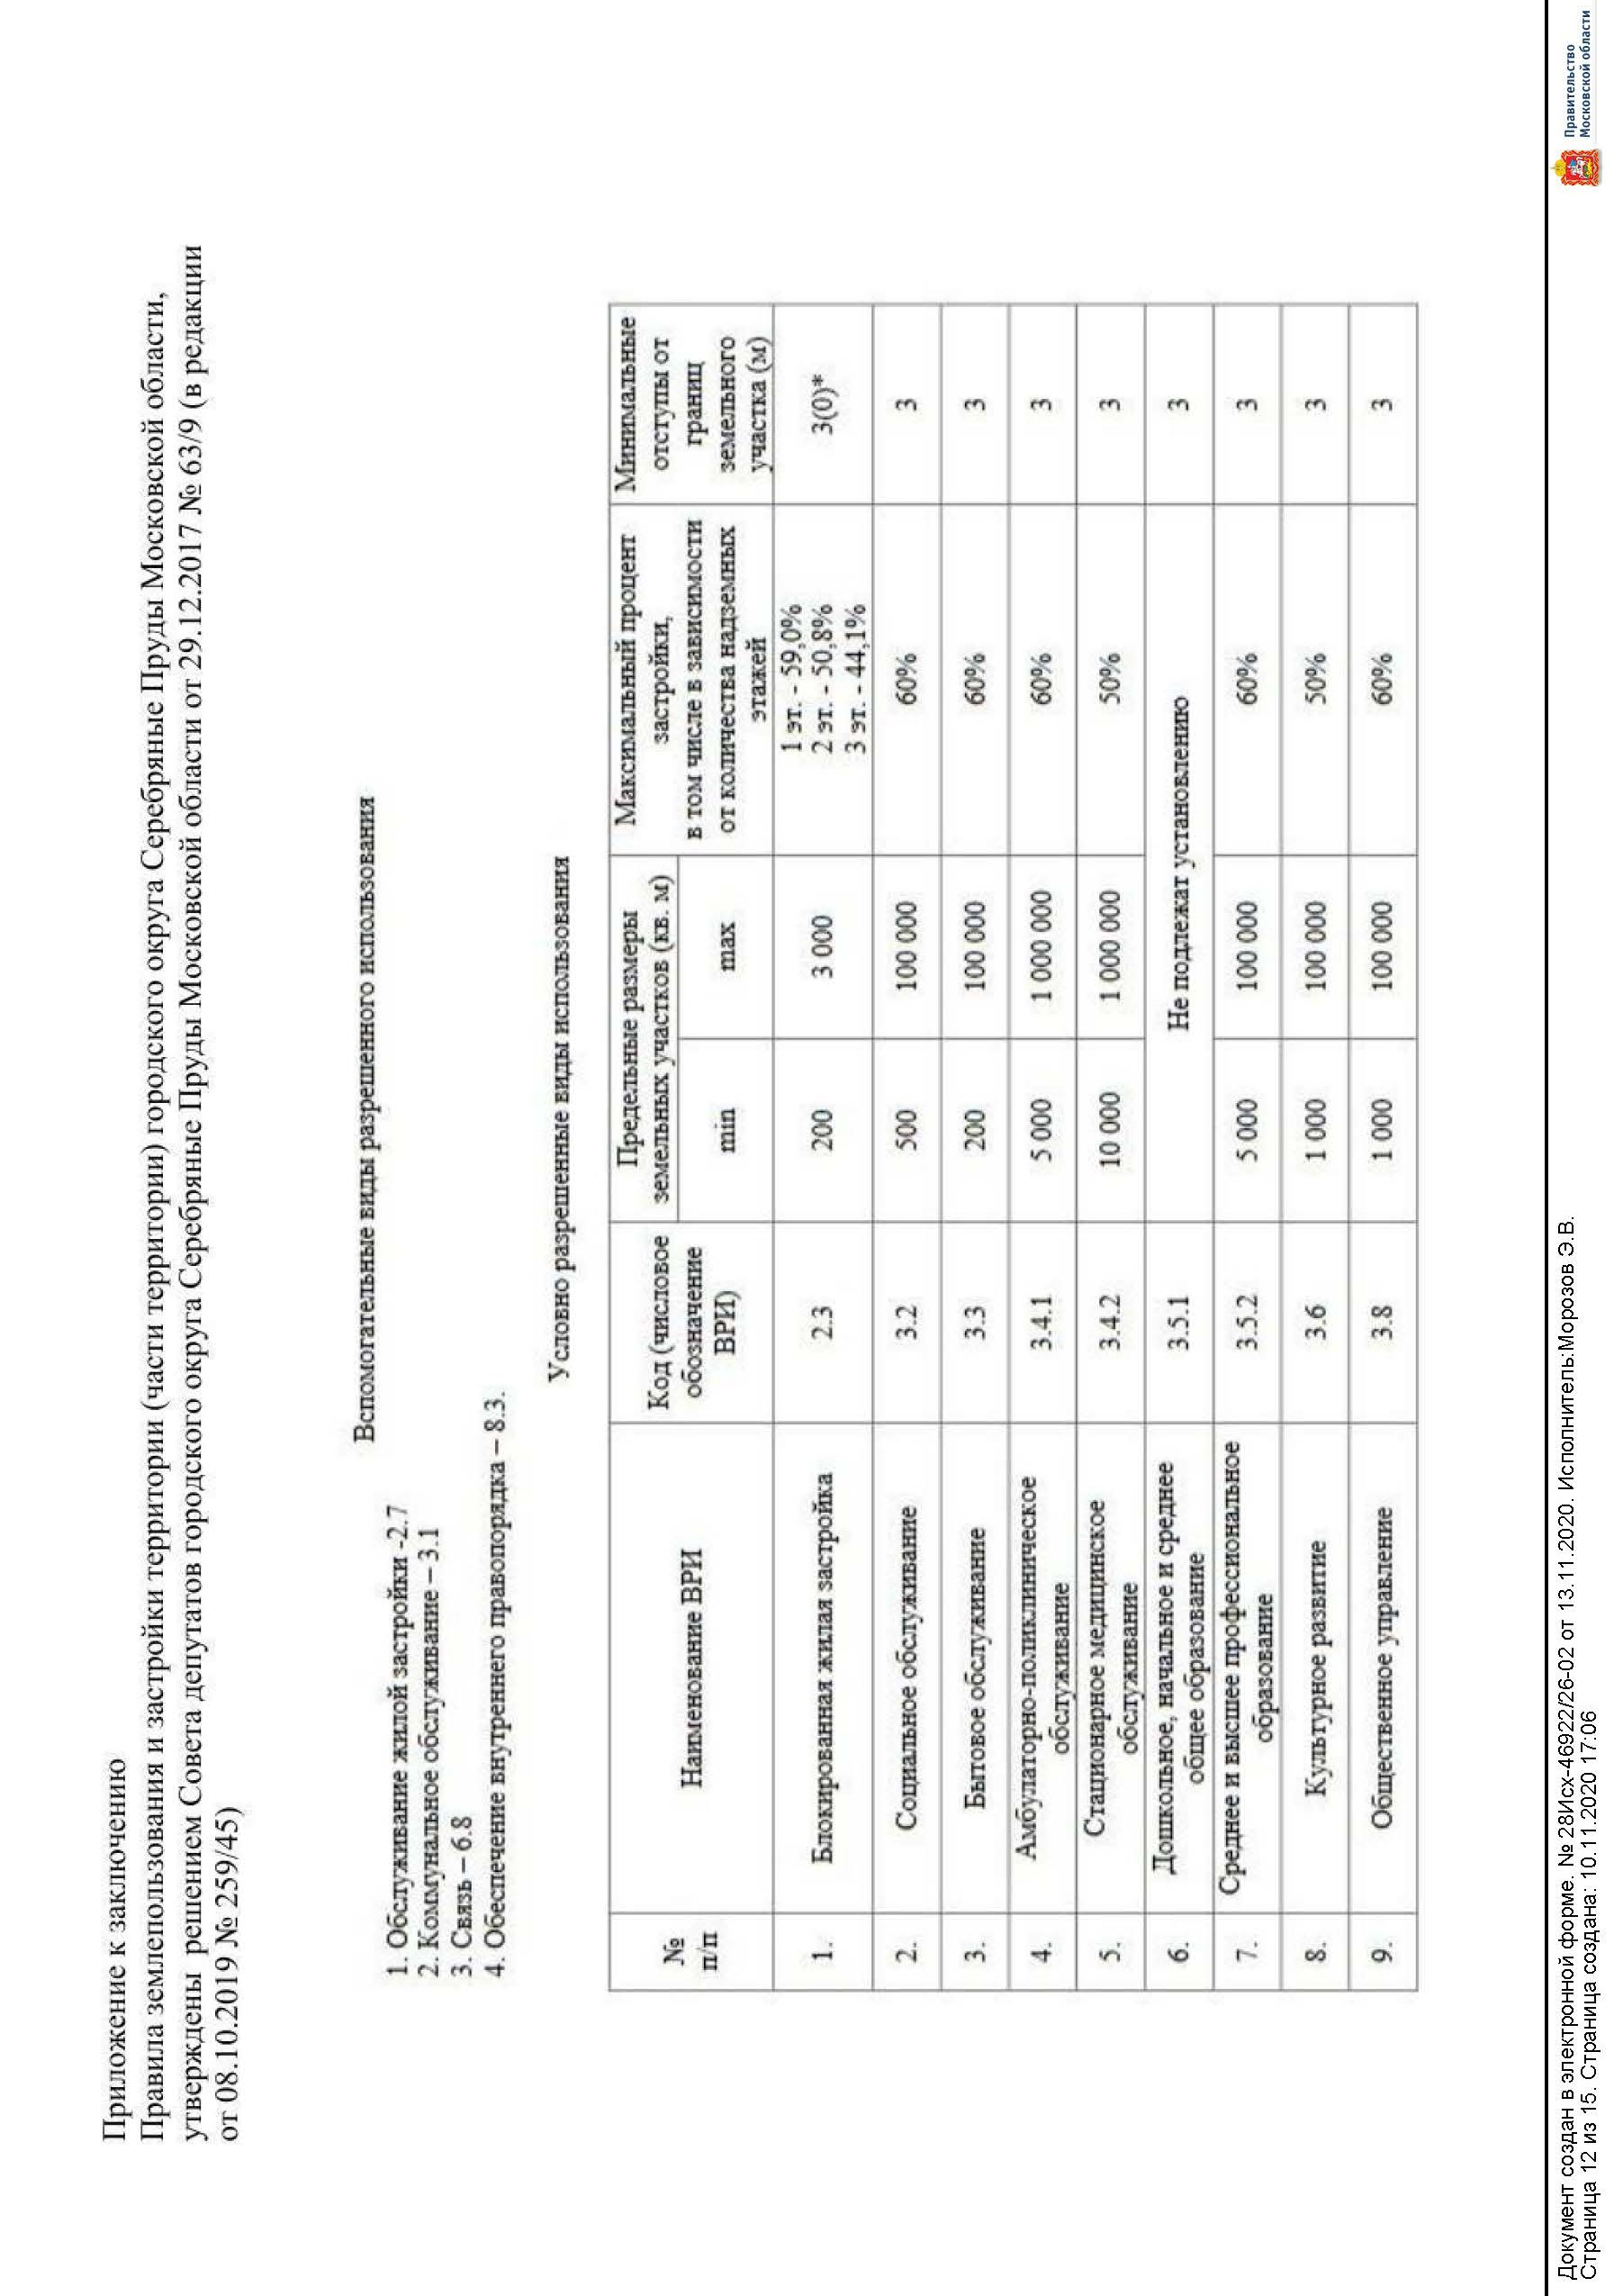 Приложение к заключению
Правила землепользования и застройки территории (части территории) городского округа Серебряные Пруды Московской области,
утверждены решением Совета депутатов городского округа Серебряные Пруды Московской области от 29.12.2017 № 63/9 (в редакции
от 08.10.2019 № 259/45)
Вспомогательные виды разрешенного использования
1. Обслуживание жилой застройки -2.7
2. Коммунальное обслуживание – 3.1
3. Связь – 6.8
4. Обеспечение внутреннего правопорядка – 8.3.
Условно разрешенные виды использования
№
п/п
Наименование ВРИ
Код (числовое
обозначение
ВРИ)
Предельные размеры
земельных участков (кв. м)
min
max
Максимальный процент
застройки,
в том числе в зависимости
от количества надземных
этажей
Минимальные
отступы от
границ
земельного
участка (м)
1.
Блокированная жилая застройка
2.3
200
3 000
1 эт. - 59,0%
2 эт. - 50,8%
3 эт. - 44,1%
3(0)*
2.
Социальное обслуживание
3.2
500
100 000
60%
3
3.
Бытовое обслуживание
3.3
200
100 000
60%
3
4.
Амбулаторно-поликлиническое
обслуживание
3.4.1
5 000
1 000 000
60%
3
5.
Стационарное медицинское
обслуживание
3.4.2
10 000
1 000 000
50%
3
6.
Дошкольное, начальное и среднее
общее образование
3.5.1
Не подлежат установлению
3
7.
Среднее и высшее профессиональное
образование
3.5.2
5 000
100 000
60%
3
8.
Культурное развитие
3.6
1 000
100 000
50%
3
9.
Общественное управление
3.8
1 000
100 000
60%
3
Документ создан в электронной форме. № 28Исх-46922/26-02 от 13.11.2020. Исполнитель:Морозов Э.В.
Страница 12 из 15. Страница создана: 10.11.2020 17:06
Правительство
Московской области